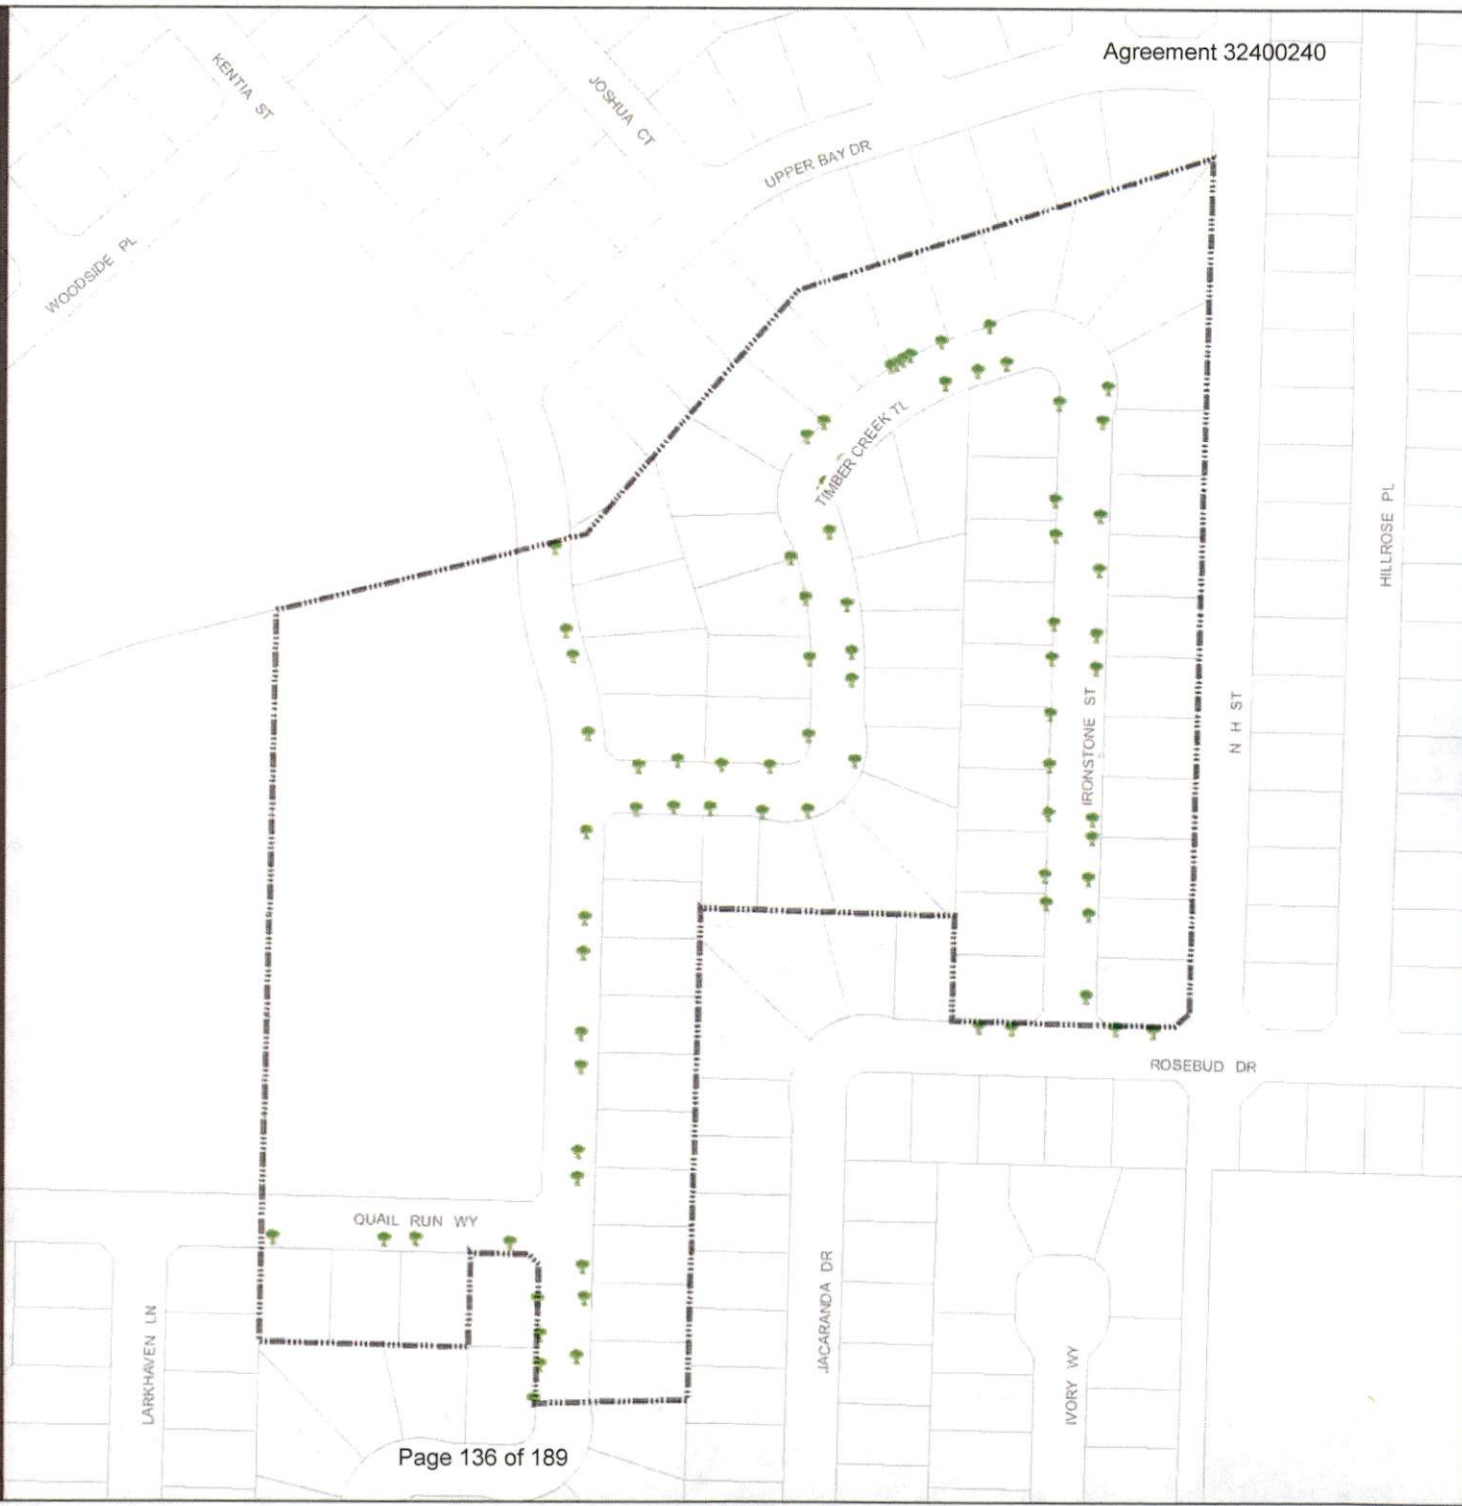 Agreement 32400240
KENTIA ST
JOSHUA CT
UPPER BAY DR
WOODSIDE PL
TIMBER CREEK TL
HILLROSE PL
IRONSTONE ST
N H ST
ROSEBUD DR
QUAIL RUN WY
JACARANDA DR
LARKHAVEN LN
IVORY WY
Page 136 of 189